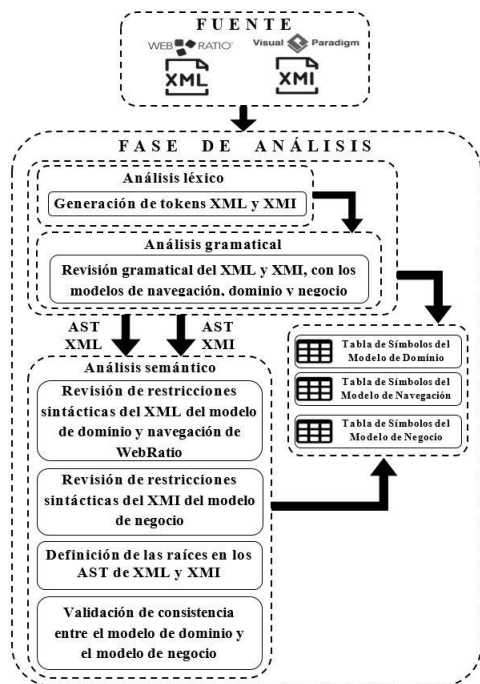 FUENTE
WEB RATIO
Visual Paradigm
XML
XMI
FASE DE ANÁLISIS
Análisis léxico
Generación de tokens XML y XMI
Análisis gramatical
Revisión gramatical del XML y XMI, con los
modelos de navegación, dominio y negocio
AST
XML
AST
XMI
Análisis semántico
Revisión de restricciones
sintácticas del XML del modelo
de dominio y navegación de
WebRatio
Revisión de restricciones
sintácticas del XMI del modelo
de negocio
Definición de las raíces en los
AST de XML y XMI
Validación de consistencia
entre el modelo de dominio y
el modelo de negocio
Tabla de Símbolos del
Modelo de Dominio
Tabla de Símbolos del
Modelo de Navegación
Tabla de Símbolos del
Modelo de Negocio